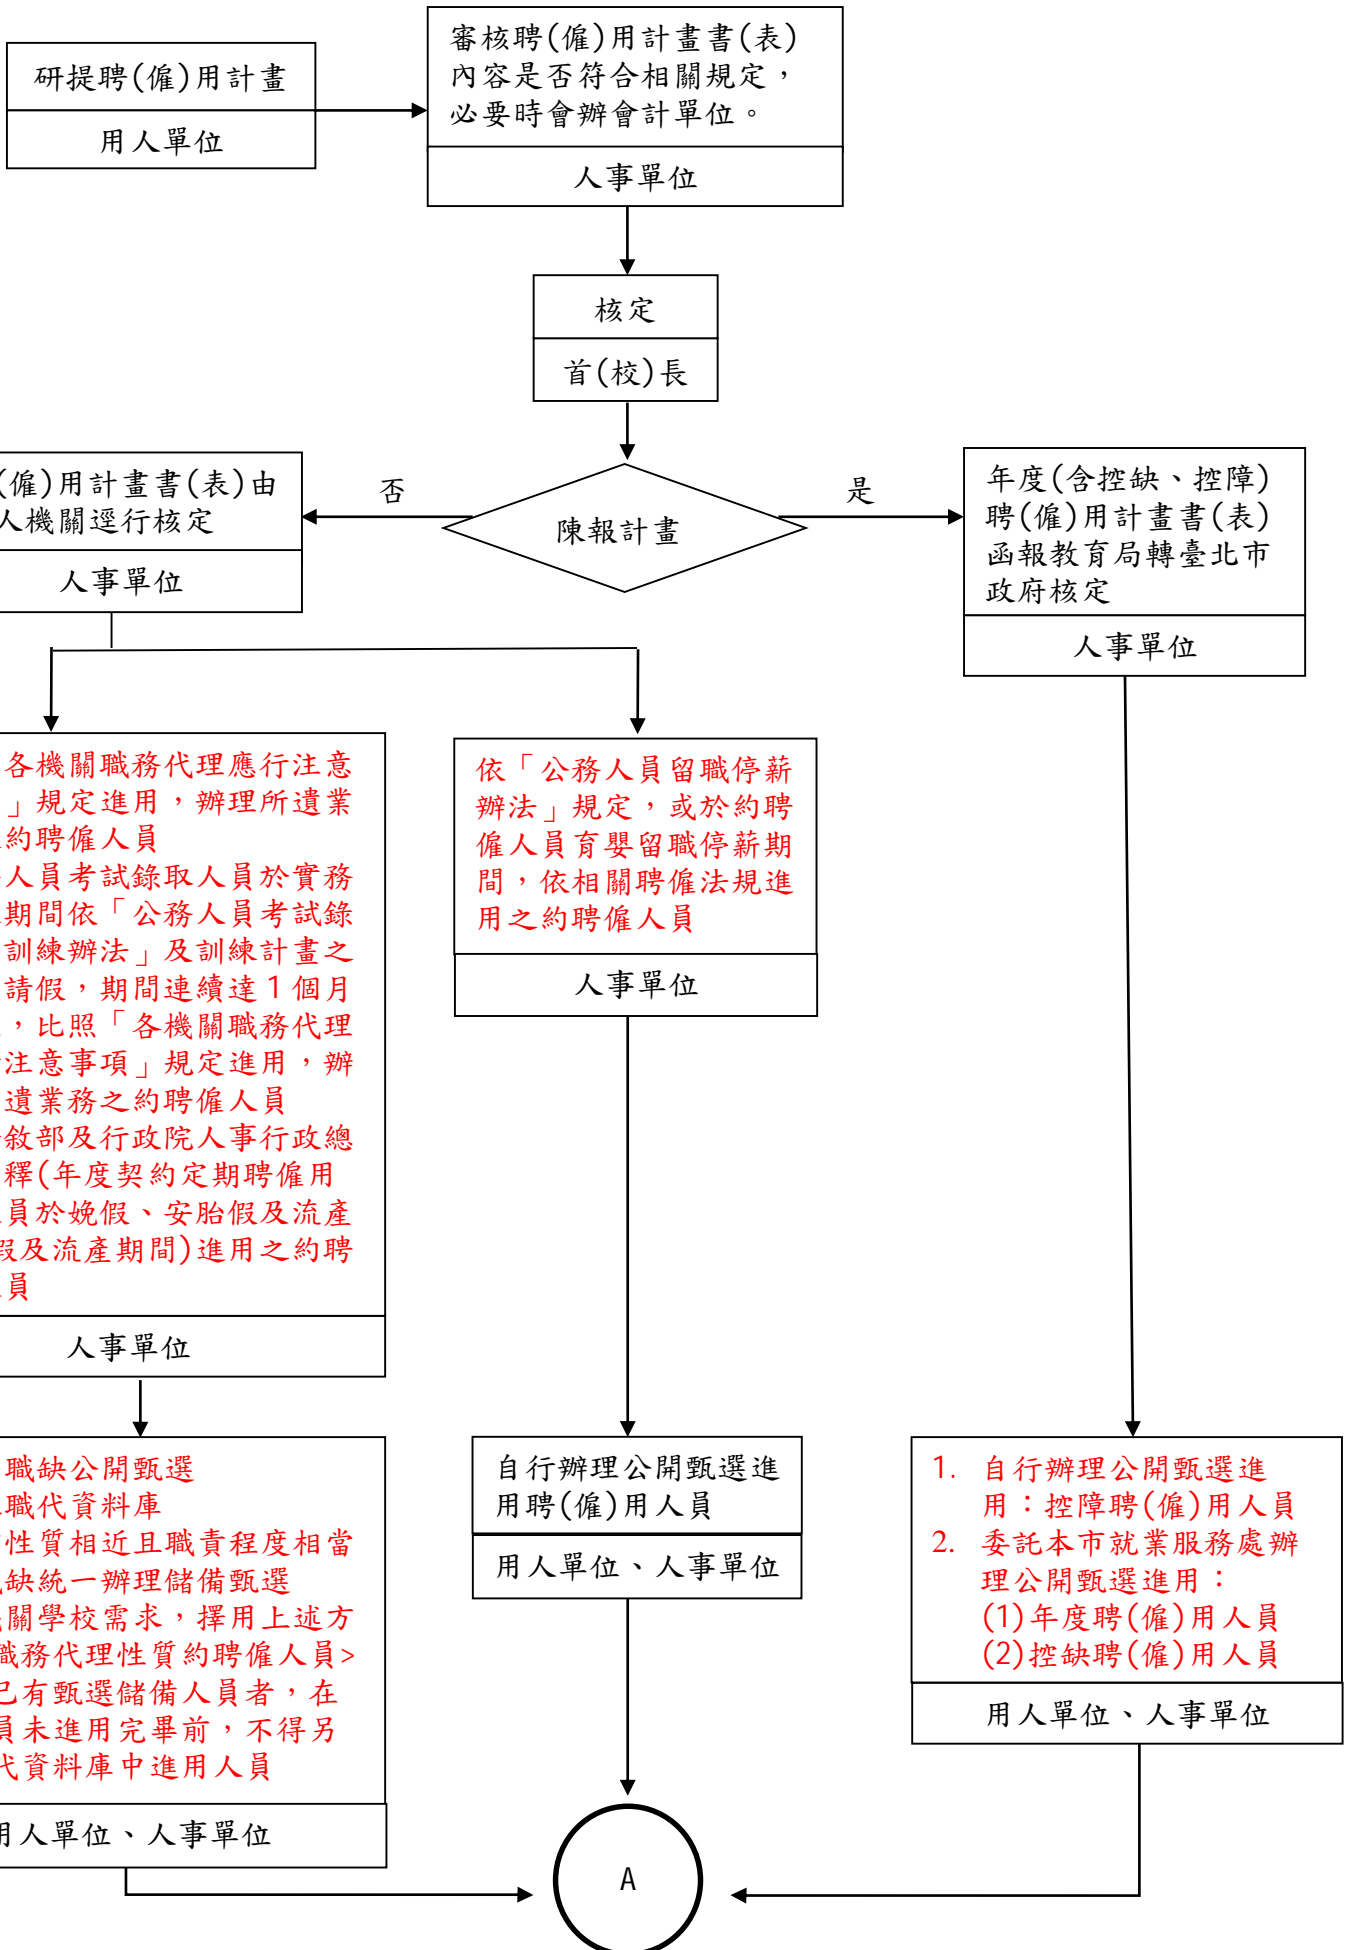 研提聘(僱)用計畫
用人單位
審核聘(僱)用計畫書(表)
內容是否符合相關規定，
必要時會辦會計單位。
人事單位
核定
首(校)長
陳報計畫
否
是
(僱)用計畫書(表)由
人機關逕行核定
人事單位
年度(含控缺、控障)
聘(僱)用計畫書(表)
函報教育局轉臺北市
政府核定
人事單位
各機關職務代理應行注意
」規定進用，辦理所遺業
約聘僱人員
人員考試錄取人員於實務
期間依「公務人員考試錄
訓練辦法」及訓練計畫之
請假，期間連續達1個月
，比照「各機關職務代理
注意事項」規定進用，辦
遺業務之約聘僱人員
敘部及行政院人事行政總
釋(年度契約定期聘僱用
員於娩假、安胎假及流產
假及流產期間)進用之約聘
員
人事單位
依「公務人員留職停薪
辦法」規定，或於約聘
僱人員育嬰留職停薪期
間，依相關聘僱法規進
用之約聘僱人員
人事單位
職缺公開甄選
職代資料庫
性質相近且職責程度相當
缺統一辦理儲備甄選
關學校需求，擇用上述方
職務代理性質約聘僱人員>
已有甄選儲備人員者，在
員未進用完畢前，不得另
代資料庫中進用人員
用人單位、人事單位
自行辦理公開甄選進
用聘(僱)用人員
用人單位、人事單位
1. 自行辦理公開甄選進
用：控障聘(僱)用人員
2. 委託本市就業服務處辦
理公開甄選進用：
(1)年度聘(僱)用人員
(2)控缺聘(僱)用人員
用人單位、人事單位
A